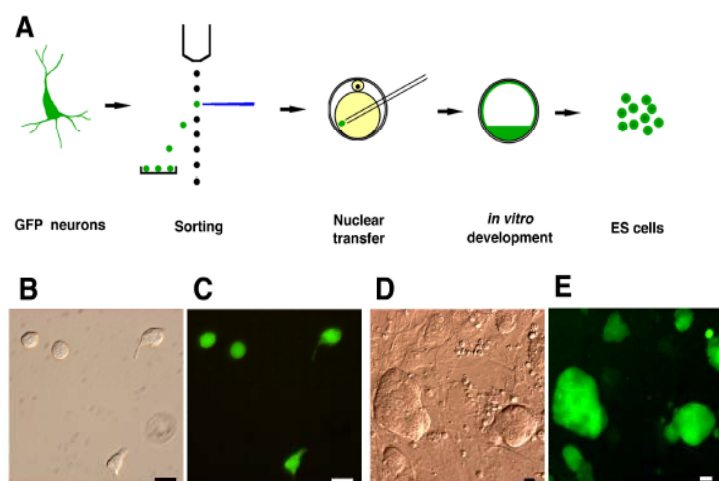 A
GFP neurons
Sorting
Nuclear
transfer
in vitro
development
ES cells
B
C
D
E